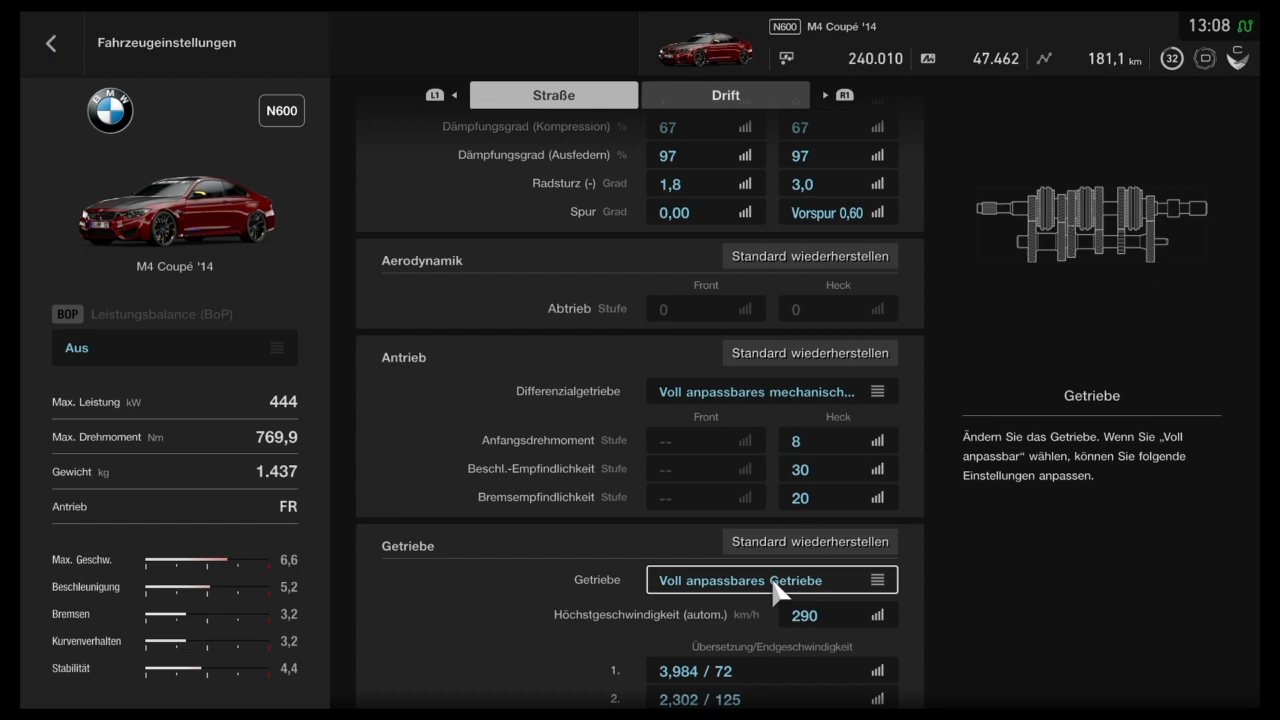 Fahrzeugeinstellungen
N600 M4 Coupé '14
13:08
240.010
47.462
181,1 km
32
BMW
N600
M4 Coupé '14
BOP Leistungsbalance (BoP)
Aus
Max. Leistung kW 444
Max. Drehmoment Nm 769,9
Gewicht kg 1.437
Antrieb FR
Max. Geschw. 6,6
Beschleunigung 5,2
Bremsen 3,2
Kurvenverhalten 3,2
Stabilität 4,4
L1 Straße Drift R1
Dämpfungsgrad (Kompression) % 67 67
Dämpfungsgrad (Ausfedern) % 97 97
Radsturz (-) Grad 1,8 3,0
Spur Grad 0,00 Vorspur 0,60
Aerodynamik Standard wiederherstellen
Front Heck
Abtrieb Stufe 0 0
Antrieb Standard wiederherstellen
Differenzialgetriebe Voll anpassbares mechanisch...
Front Heck
Anfangsdrehmoment Stufe -- 8
Beschl.-Empfindlichkeit Stufe -- 30
Bremsempfindlichkeit Stufe -- 20
Getriebe Standard wiederherstellen
Getriebe Voll anpassbares Getriebe
Höchstgeschwindigkeit (autom.) km/h 290
Übersetzung/Endgeschwindigkeit
1. 3,984 / 72
2. 2,302 / 125
Getriebe
Ändern Sie das Getriebe. Wenn Sie „Voll
anpassbar“ wählen, können Sie folgende
Einstellungen anpassen.